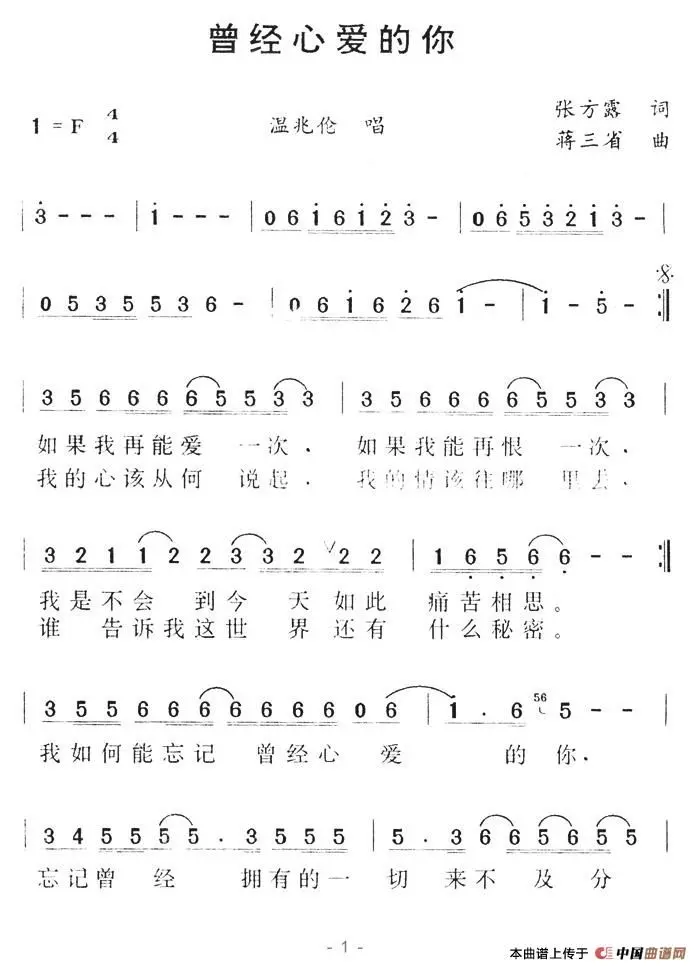 曾经心爱的你
1=F 4/4 温兆伦 唱 张方露 词
蒋三省 曲
3 - - - | 1 - - - | 0 6 1 6 1 2 3 - | 0 6 5 3 2 1 3 - |
0 5 3 5 5 3 6 - | 0 6 1 6 2 6 1 - | 1 - 5 - :|
3 5 6 6 6 6 6 5 5 3 3 | 3 5 6 6 6 6 6 5 5 3 3
如果我再能爱 一次, 如果我能再恨 一次,
我的心该从何 说起, 我的情该往哪 里去,
3 2 1 1 1 2 2 2 3 3 2 2 2 2 | 1 6 5 6 6 - - :|
我是不会 到今 天如此 痛苦相思。
谁 告诉我这世 界还有 什么秘密。
3 5 5 6 6 6 6 6 6 6 6 6 0 6 | 1 . 6 56 5 - -
我如何能忘记 曾经心 爱 的你,
3 4 5 5 5 5 . 3 5 5 5 | 5 . 3 6 6 5 6 5 5
忘记曾 经 拥有的一 切来不 及分
- 1 -
本曲谱上传于 中国曲谱网